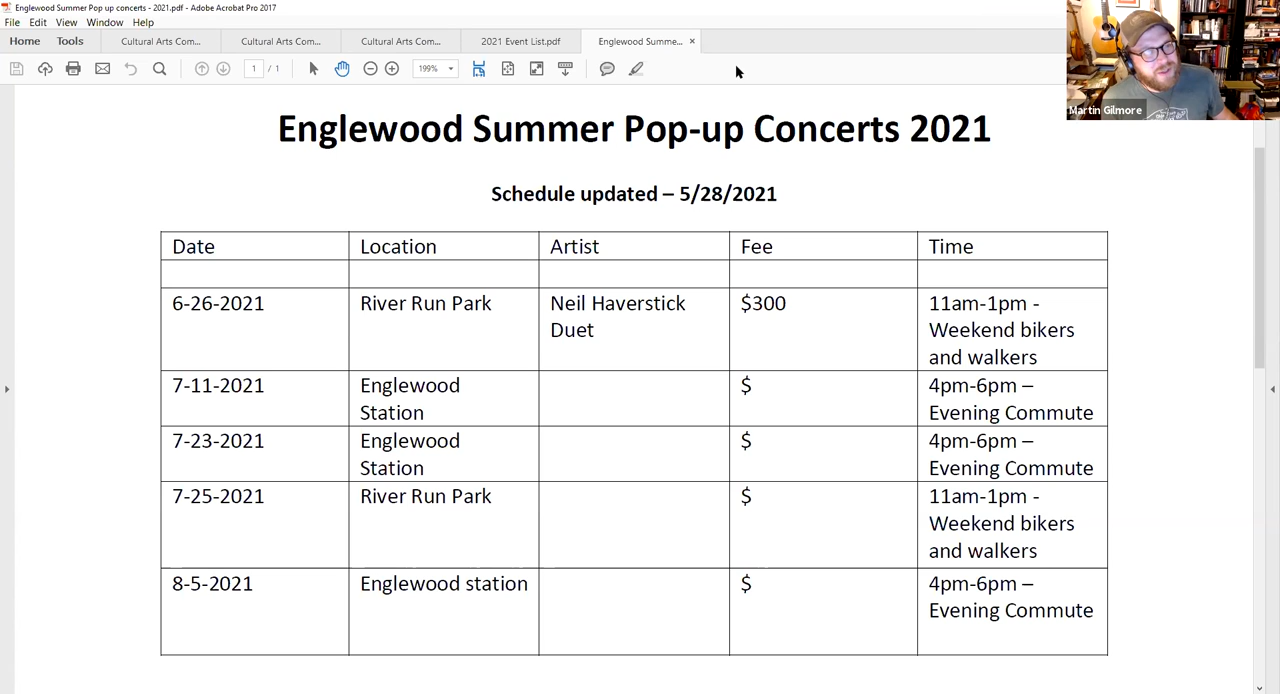 Englewood Summer Pop up concerts - 2021.pdf - Adobe Acrobat Pro 2017
File Edit View Window Help
Home Tools Cultural Arts Com... Cultural Arts Com... Cultural Arts Com... 2021 Event List.pdf Englewood Summe... ×
1 / 1 199%
Martin Gilmore
Englewood Summer Pop-up Concerts 2021
Schedule updated – 5/28/2021
Date Location Artist Fee Time
6-26-2021 River Run Park Neil Haverstick $300 11am-1pm -
Duet Weekend bikers
and walkers
7-11-2021 Englewood $ 4pm-6pm –
Station Evening Commute
7-23-2021 Englewood $ 4pm-6pm –
Station Evening Commute
7-25-2021 River Run Park $ 11am-1pm -
Weekend bikers
and walkers
8-5-2021 Englewood station $ 4pm-6pm –
Evening Commute